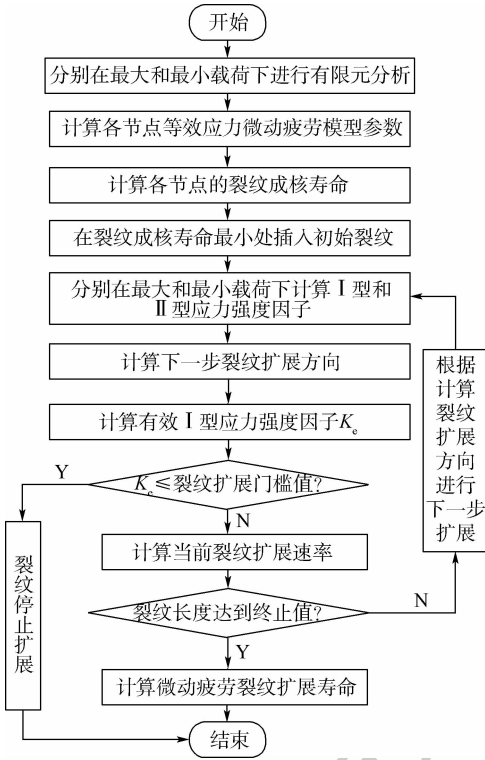 开始
分别在最大和最小载荷下进行有限元分析
计算各节点等效应力微动疲劳模型参数
计算各节点的裂纹成核寿命
在裂纹成核寿命最小处插入初始裂纹
分别在最大和最小载荷下计算Ⅰ型和
Ⅱ型应力强度因子
计算下一步裂纹扩展方向
计算有效Ⅰ型应力强度因子Ke
Ke≤裂纹扩展门槛值?
Y
N
计算当前裂纹扩展速率
裂纹长度达到终止值?
N
Y
计算微动疲劳裂纹扩展寿命
结束
裂纹停止扩展
根据
计算
裂纹
扩展
方向
进行
下一步
扩展